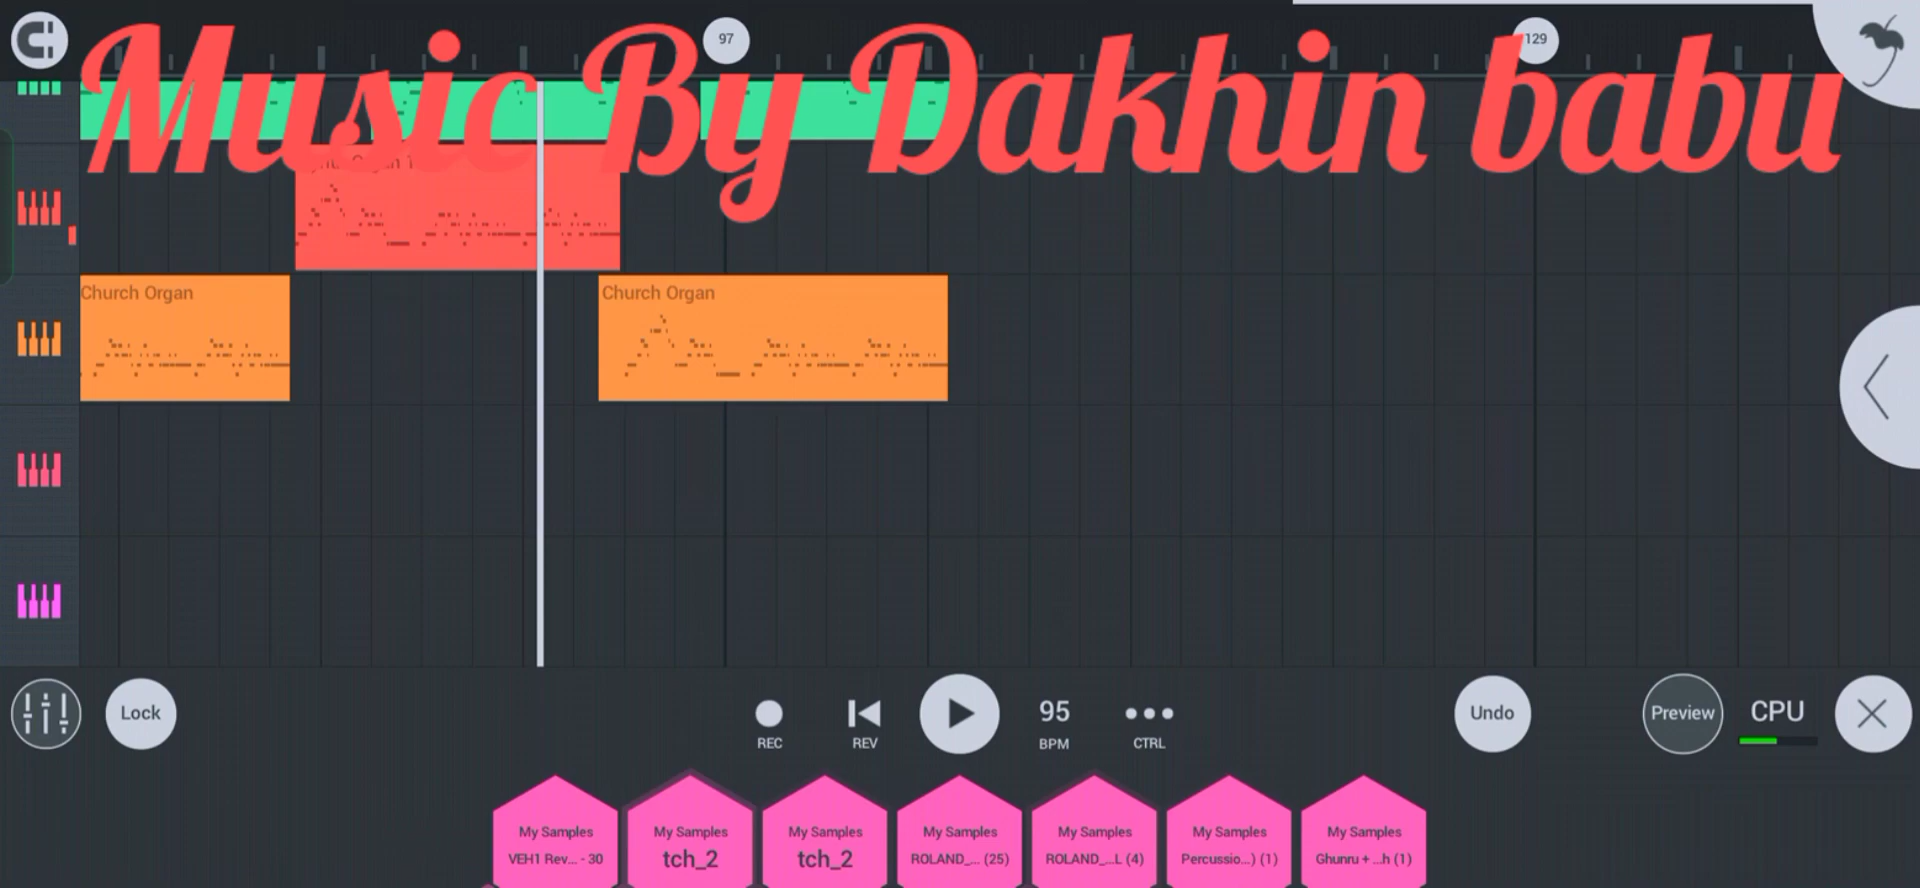 97
129
Music By Dakhin babu
Church Organ
Church Organ
Lock
REC
REV
95
BPM
CTRL
Undo
Preview
CPU
My Samples
VEH1 Rev... - 30
My Samples
tch_2
My Samples
tch_2
My Samples
ROLAND_... (25)
My Samples
ROLAND_...L (4)
My Samples
Percussio...) (1)
My Samples
Ghunru + ...h (1)